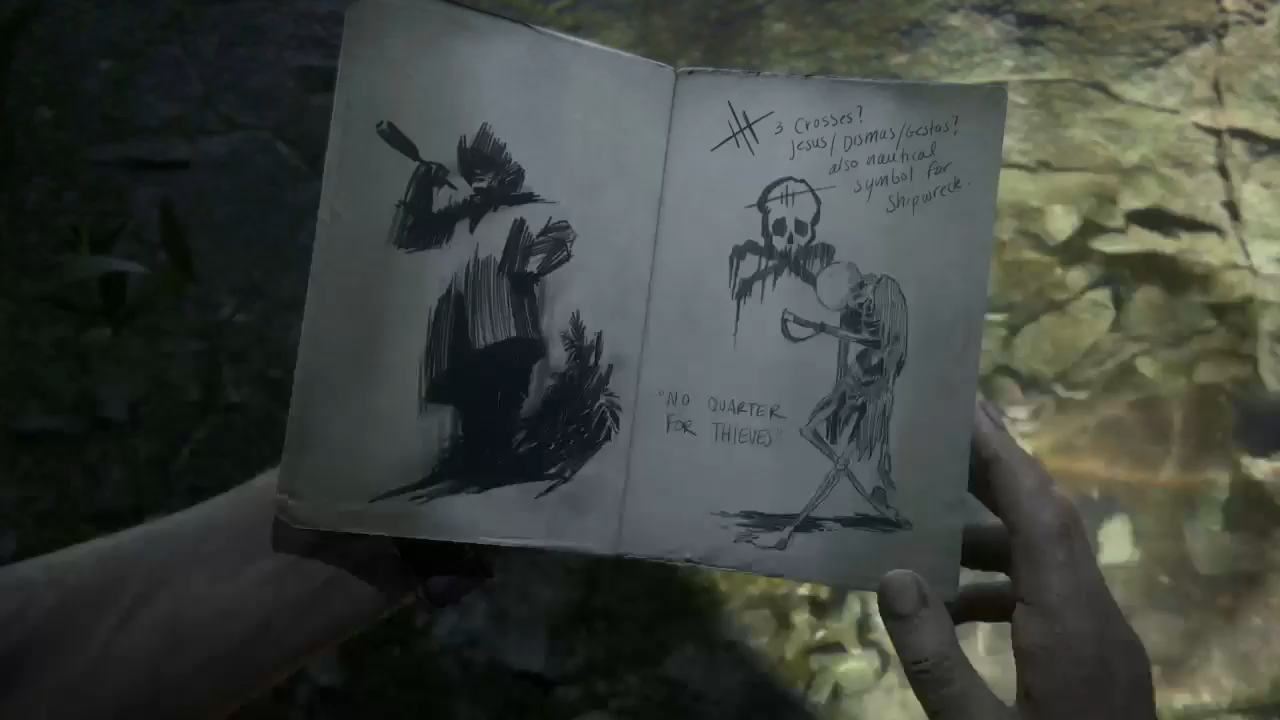 3 Crosses?
Jesus/Dismas/Gestas?
also nautical
symbol for
shipwreck.
"NO QUARTER
FOR THIEVES"